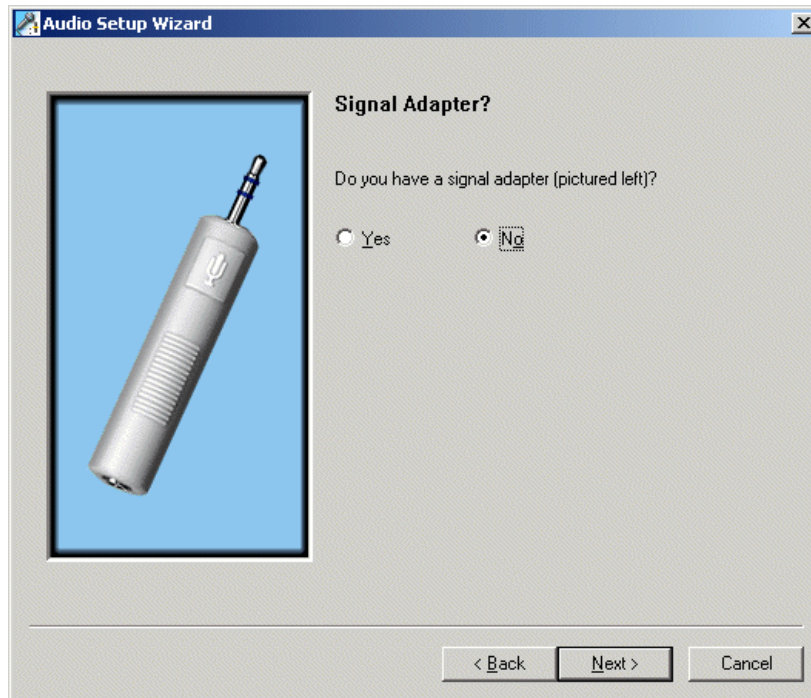 Audio Setup Wizard
Signal Adapter?
Do you have a signal adapter (pictured left)?
Yes No
< Back Next > Cancel